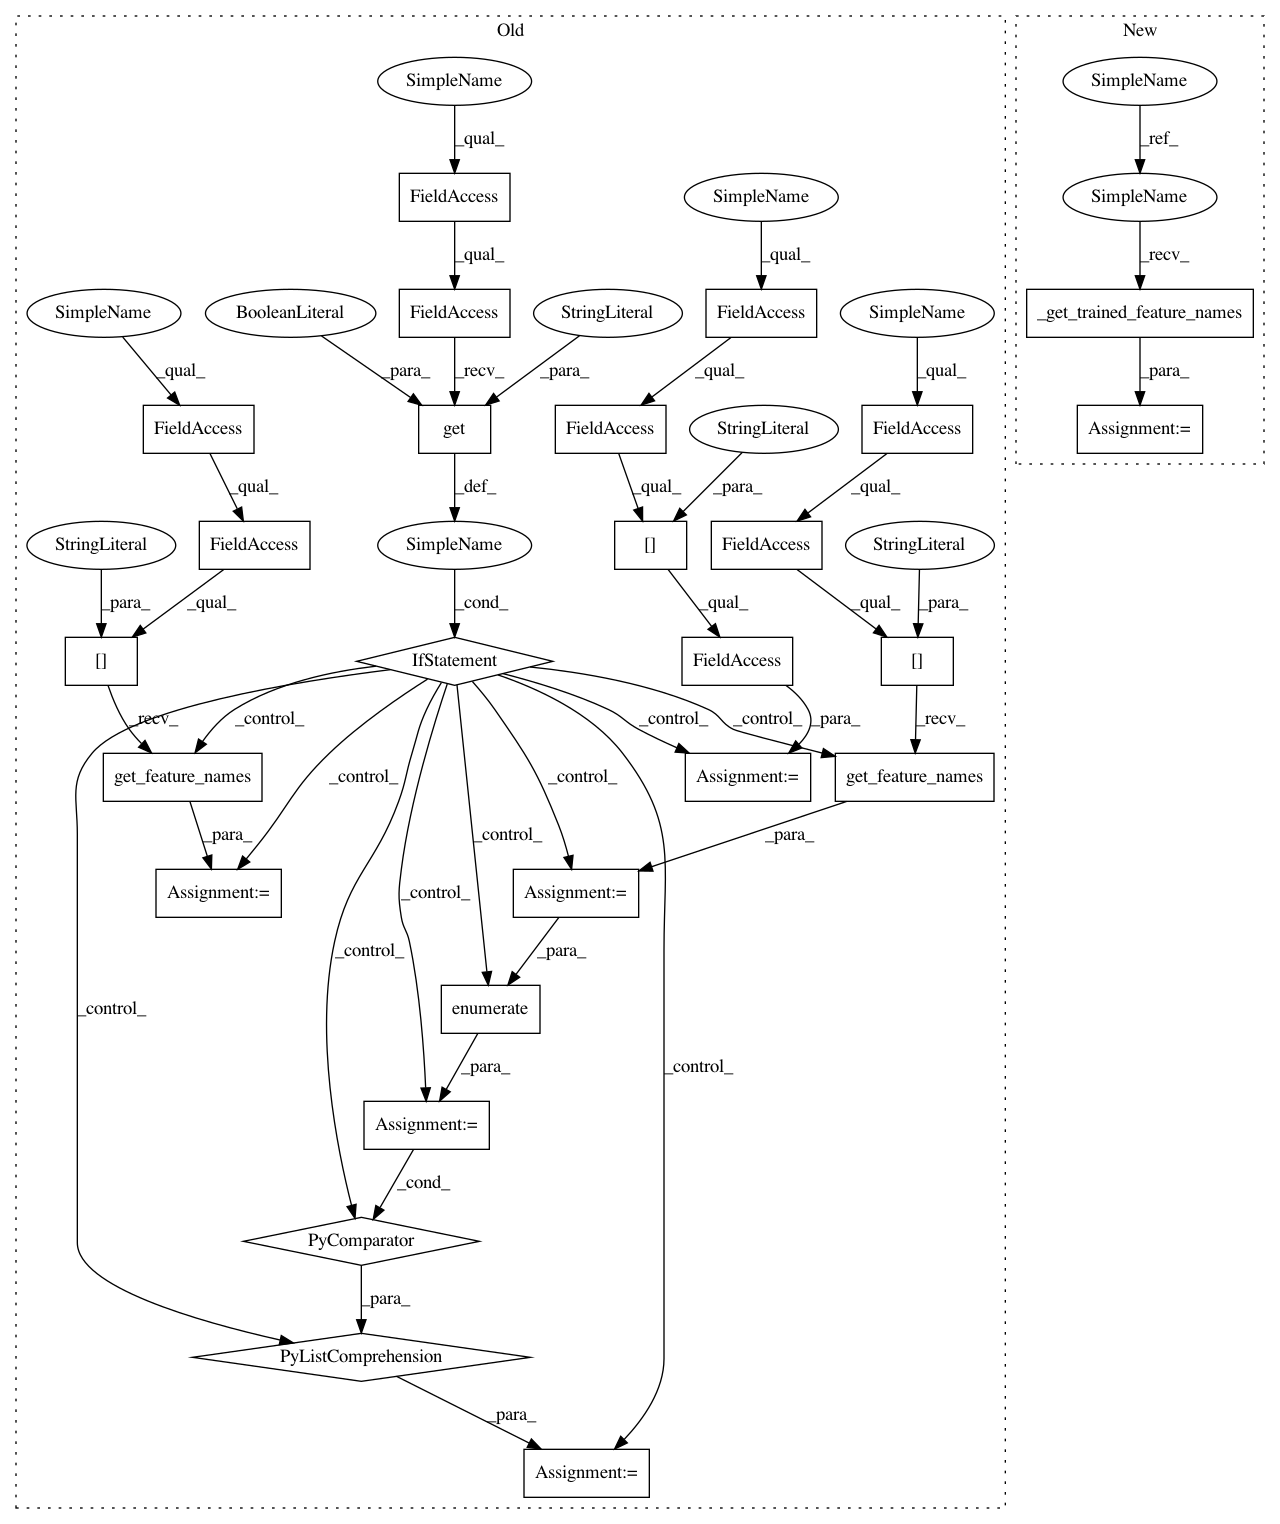 Old
New
SimpleName
SimpleName
_qual_
_ref_
FieldAccess
SimpleName
SimpleName
_qual_
_qual_
_recv_
SimpleName
BooleanLiteral
FieldAccess
StringLiteral
FieldAccess
SimpleName
_get_trained_feature_names
_qual_
_para_
_recv_
_para_
_qual_
_qual_
_para_
FieldAccess
get
FieldAccess
StringLiteral
FieldAccess
Assignment:=
_qual_
_def_
_qual_
_para_
_qual_
StringLiteral
FieldAccess
SimpleName
[]
FieldAccess
StringLiteral
_para_
_qual_
_cond_
_qual_
_qual_
_para_
[]
IfStatement
FieldAccess
[]
_recv_
_control_
_control_
_control_
_para_
_recv_
get_feature_names
_control_
_control_
Assignment:=
get_feature_names
_para_
_control_
_para_
Assignment:=
_control_
Assignment:=
_control_
_para_
_control_
enumerate
_para_
_control_
Assignment:=
_cond_
PyComparator
_para_
PyListComprehension
_para_
Assignment:=